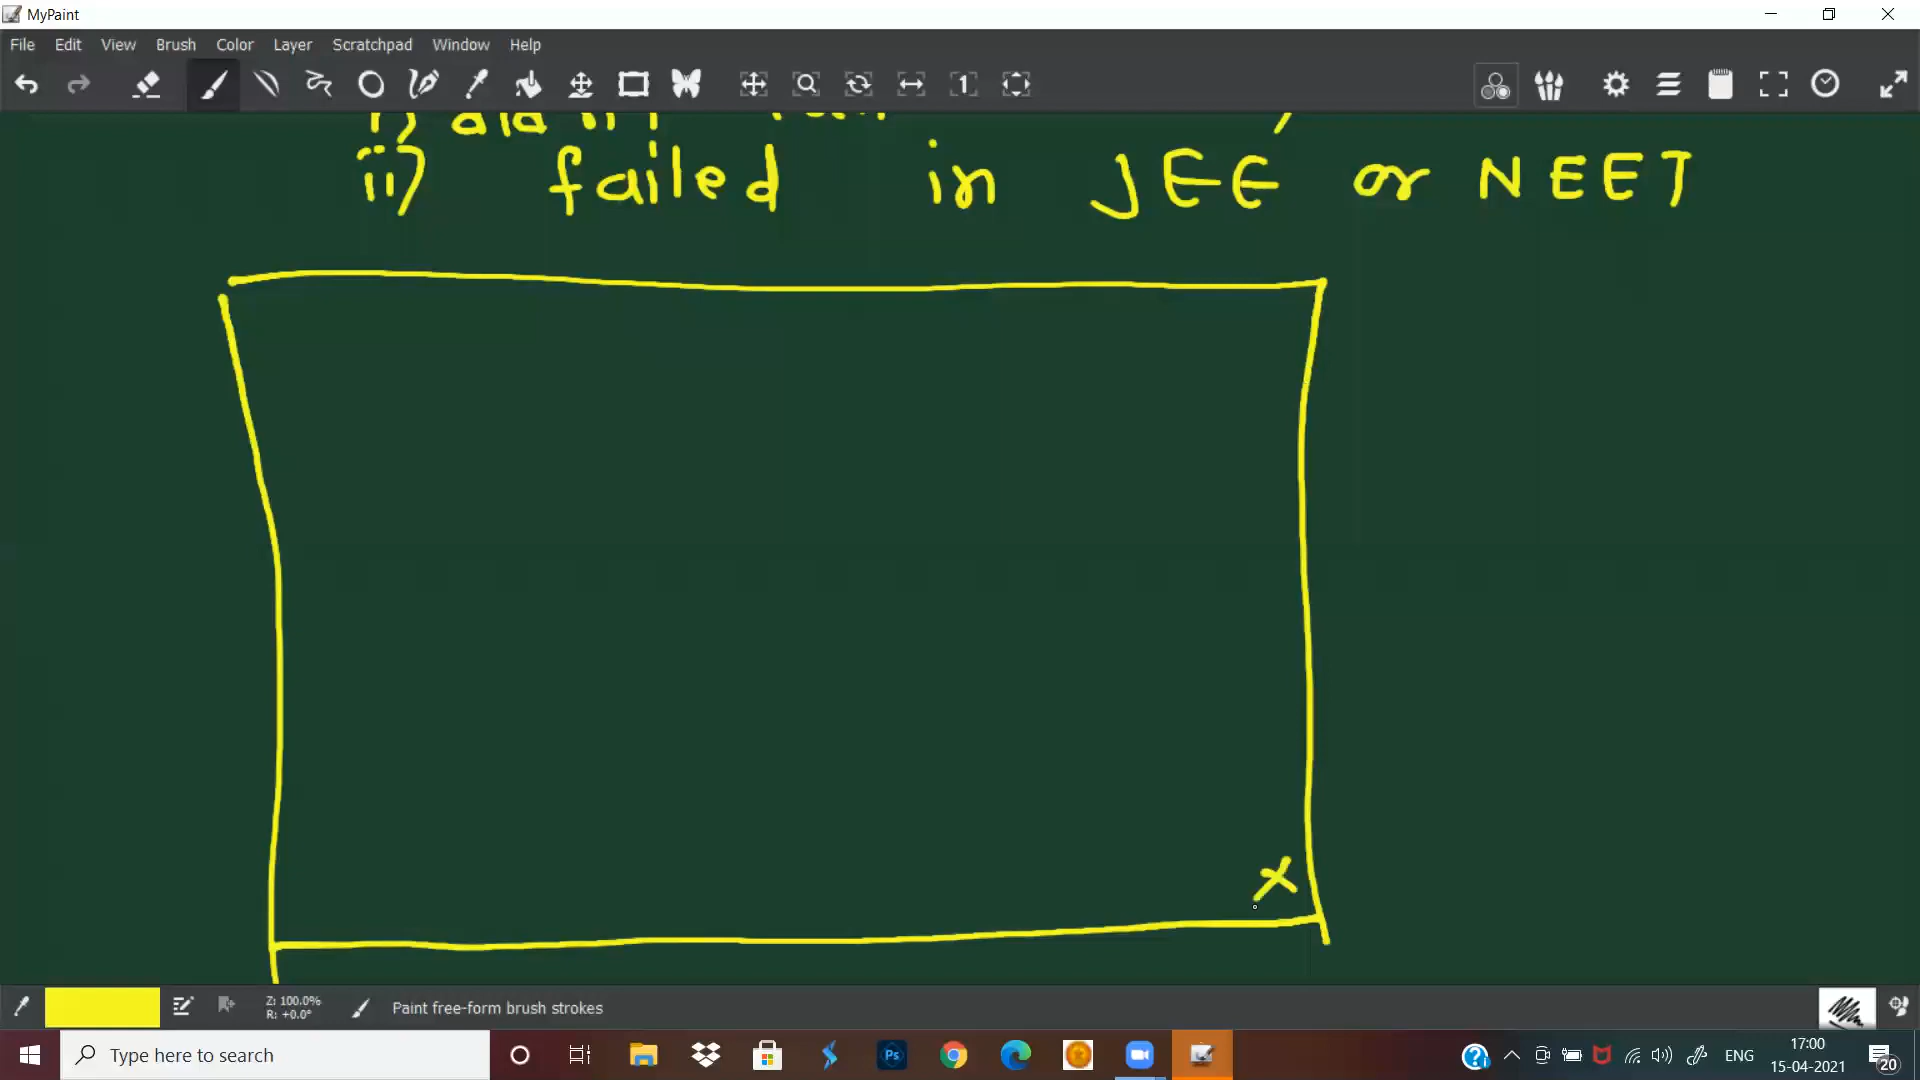 MyPaint
File Edit View Brush Color Layer Scratchpad Window Help
ii) failed in JEE or NEET
x
Z: 100.0%
R: +0.0°
Paint free-form brush strokes
Type here to search
Ps
ENG
17:00
15-04-2021
20